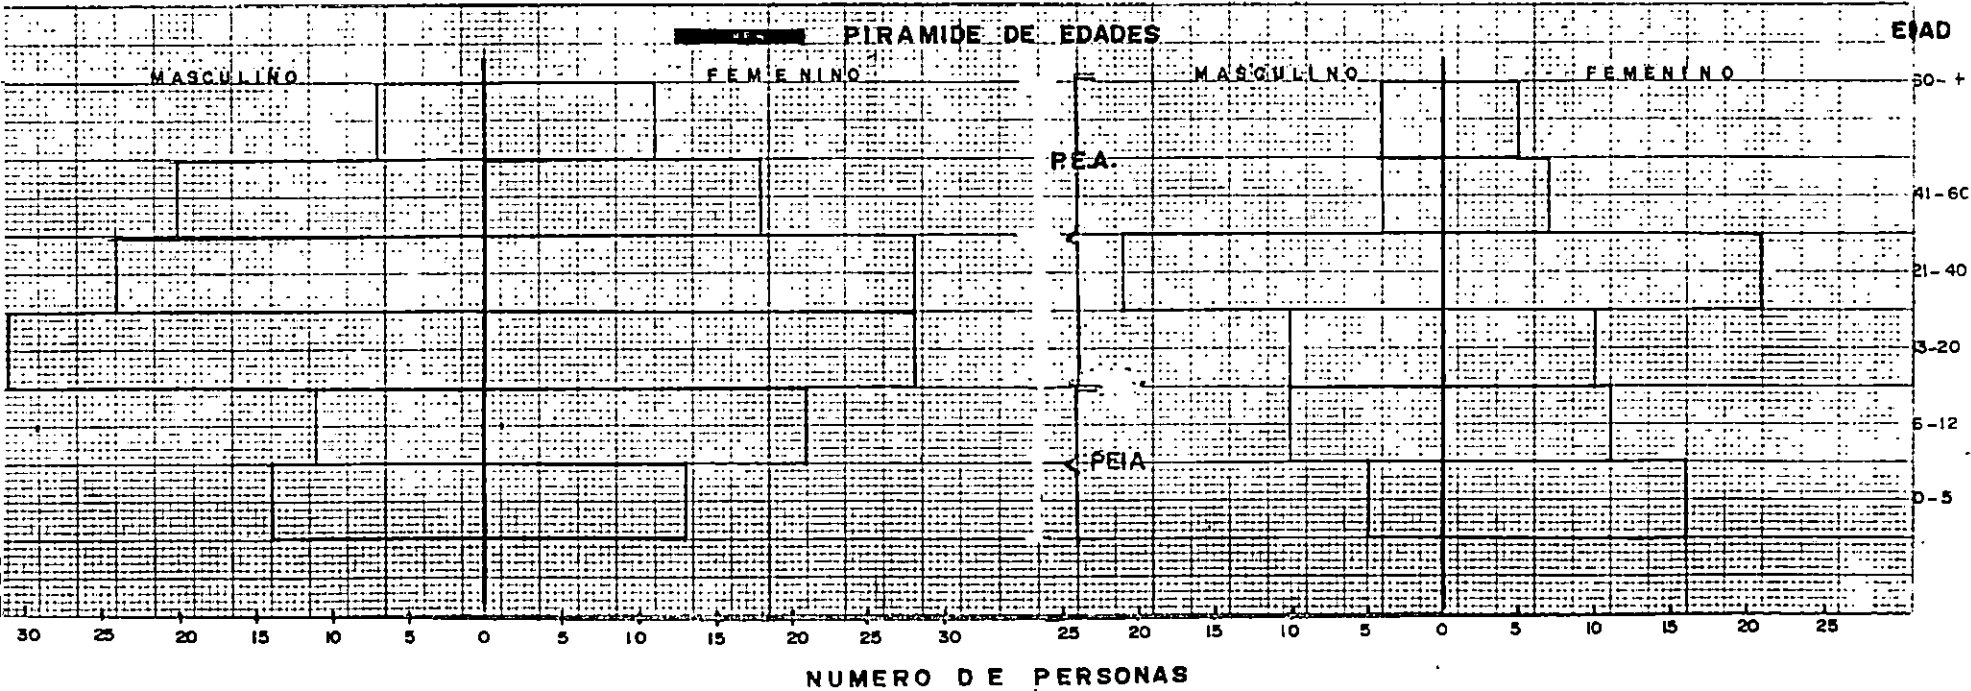 PIRAMIDE DE EDADES
EDAD
MASCULINO FEMENINO MASCULINO FEMENINO
60- +
P.E.A.
41-60
21-40
13-20
6-12
PEIA
0-5
30 25 20 15 10 5 0 5 10 15 20 25 30 25 20 15 10 5 0 5 10 15 20 25
NUMERO DE PERSONAS